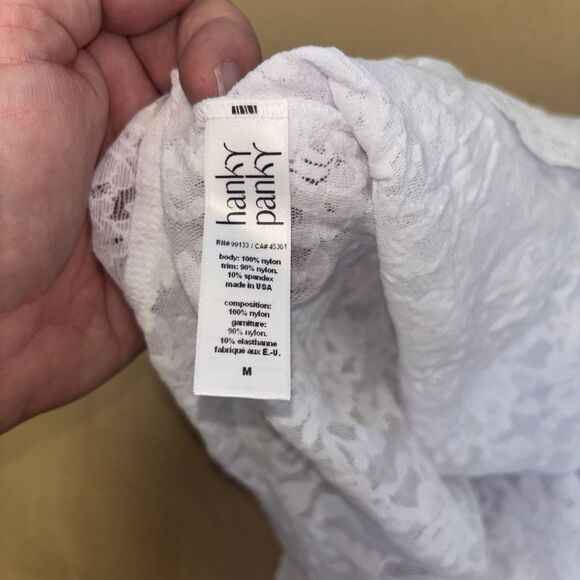 hanky
panky
RN# 99133 / CA# 45361
body: 100% nylon
trim: 90% nylon.
10% spandex
made in USA
composition:
100% nylon
garniture:
90% nylon.
10% elasthanne
fabrique aux É.-U.
M